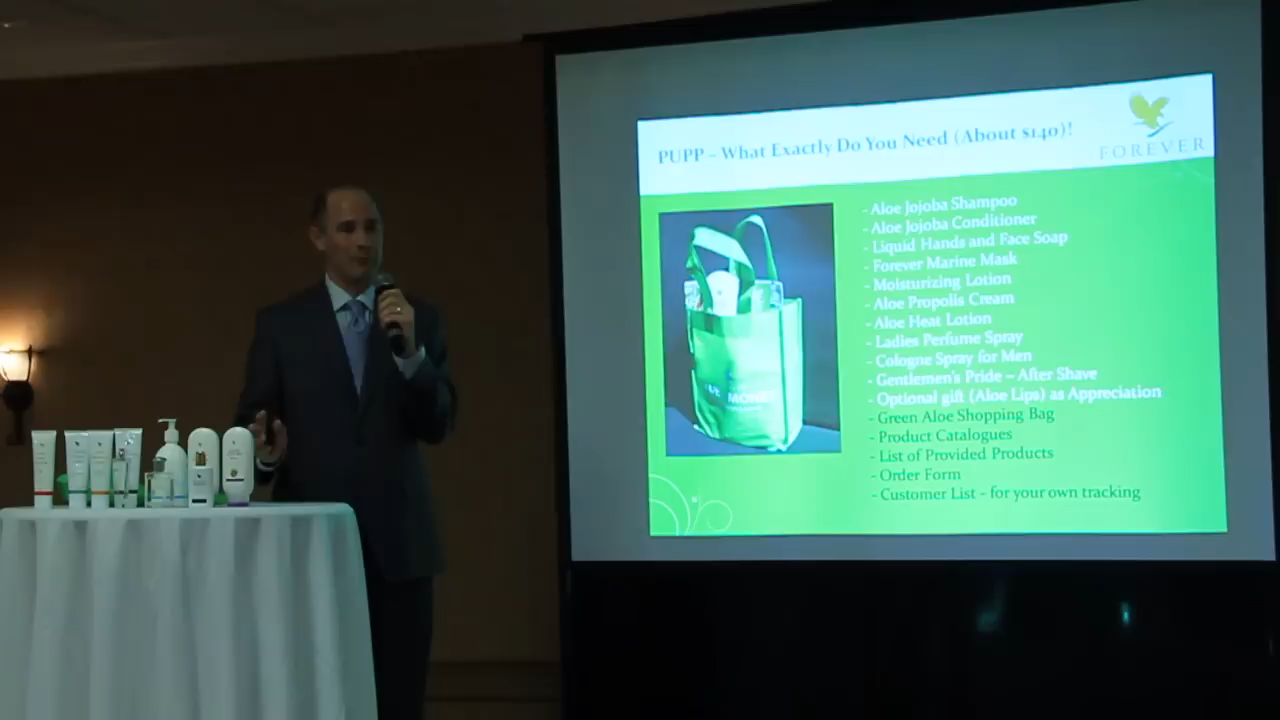 PUPP – What Exactly Do You Need (About $140)!
FOREVER
- Aloe Jojoba Shampoo
- Aloe Jojoba Conditioner
- Liquid Hands and Face Soap
- Forever Marine Mask
- Moisturizing Lotion
- Aloe Propolis Cream
- Aloe Heat Lotion
- Ladies Perfume Spray
- Cologne Spray for Men
- Gentlemen's Pride – After Shave
- Optional gift (Aloe Lips) as Appreciation
- Green Aloe Shopping Bag
- Product Catalogues
- List of Provided Products
- Order Form
- Customer List - for your own tracking